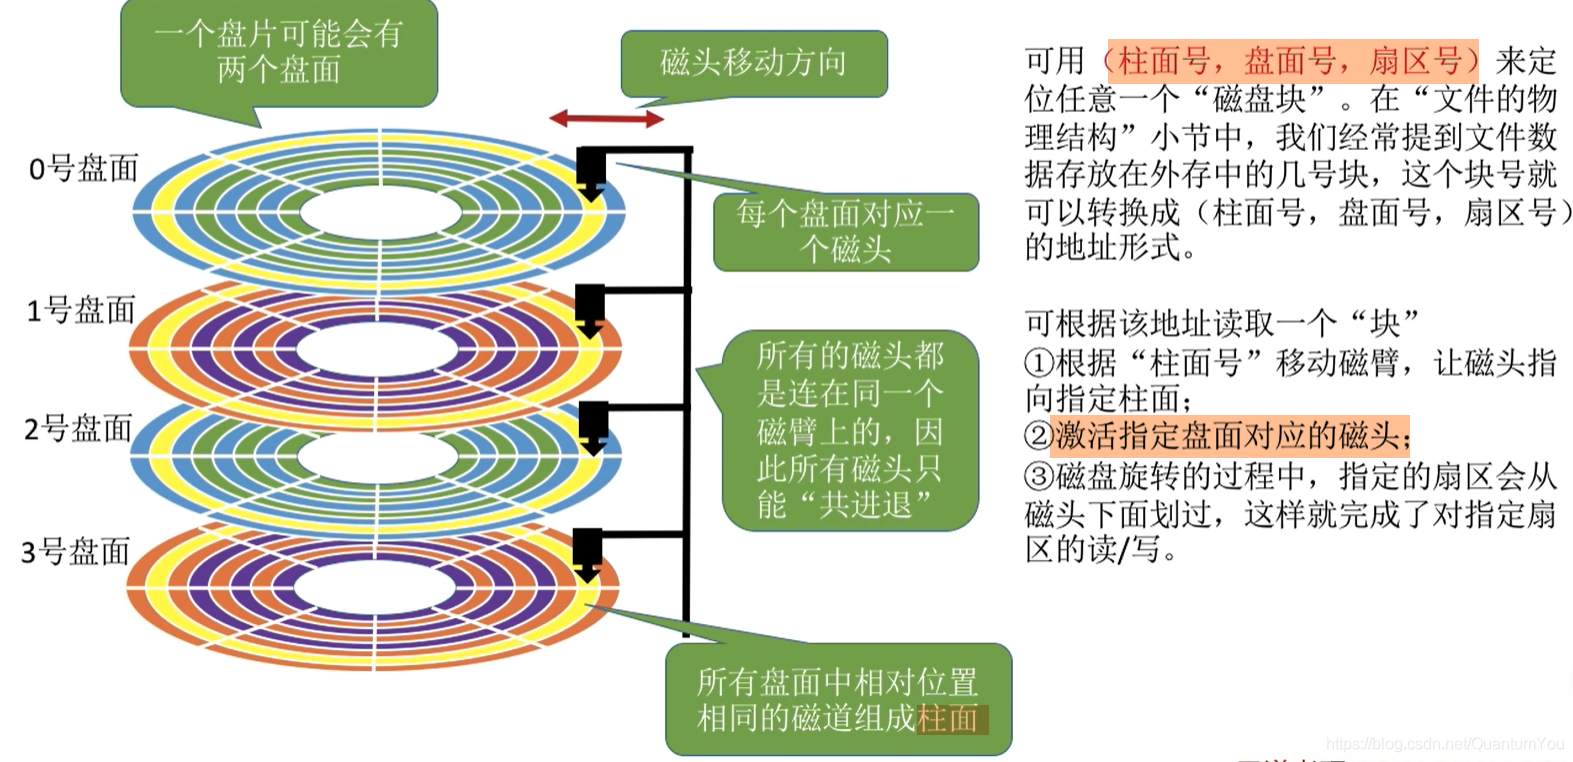 一个盘片可能会有
两个盘面
磁头移动方向
0号盘面
每个盘面对应一
个磁头
1号盘面
所有的磁头都
是连在同一个
磁臂上的，因
此所有磁头只
能“共进退”
2号盘面
3号盘面
所有盘面中相对位置
相同的磁道组成柱面
可用（柱面号，盘面号，扇区号）来定
位任意一个“磁盘块”。在“文件的物
理结构”小节中，我们经常提到文件数
据存放在外存中的几号块，这个块号就
可以转换成（柱面号，盘面号，扇区号）
的地址形式。
可根据该地址读取一个“块”
①根据“柱面号”移动磁臂，让磁头指
向指定柱面；
②激活指定盘面对应的磁头；
③磁盘旋转的过程中，指定的扇区会从
磁头下面划过，这样就完成了对指定扇
区的读/写。
https://blog.csdn.net/QuantumYou